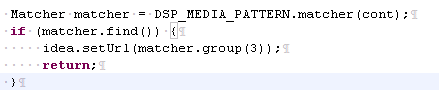 Matcher matcher = DSP_MEDIA_PATTERN.matcher(cont);¶
if (matcher.find()) {¶
idea.setUrl(matcher.group(3));¶
return;¶
}¶